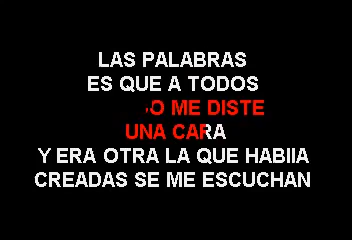 LAS PALABRAS
ES QUE A TODOS
O ME DISTE
UNA CARA
Y ERA OTRA LA QUE HABIIA
CREADAS SE ME ESCUCHAN